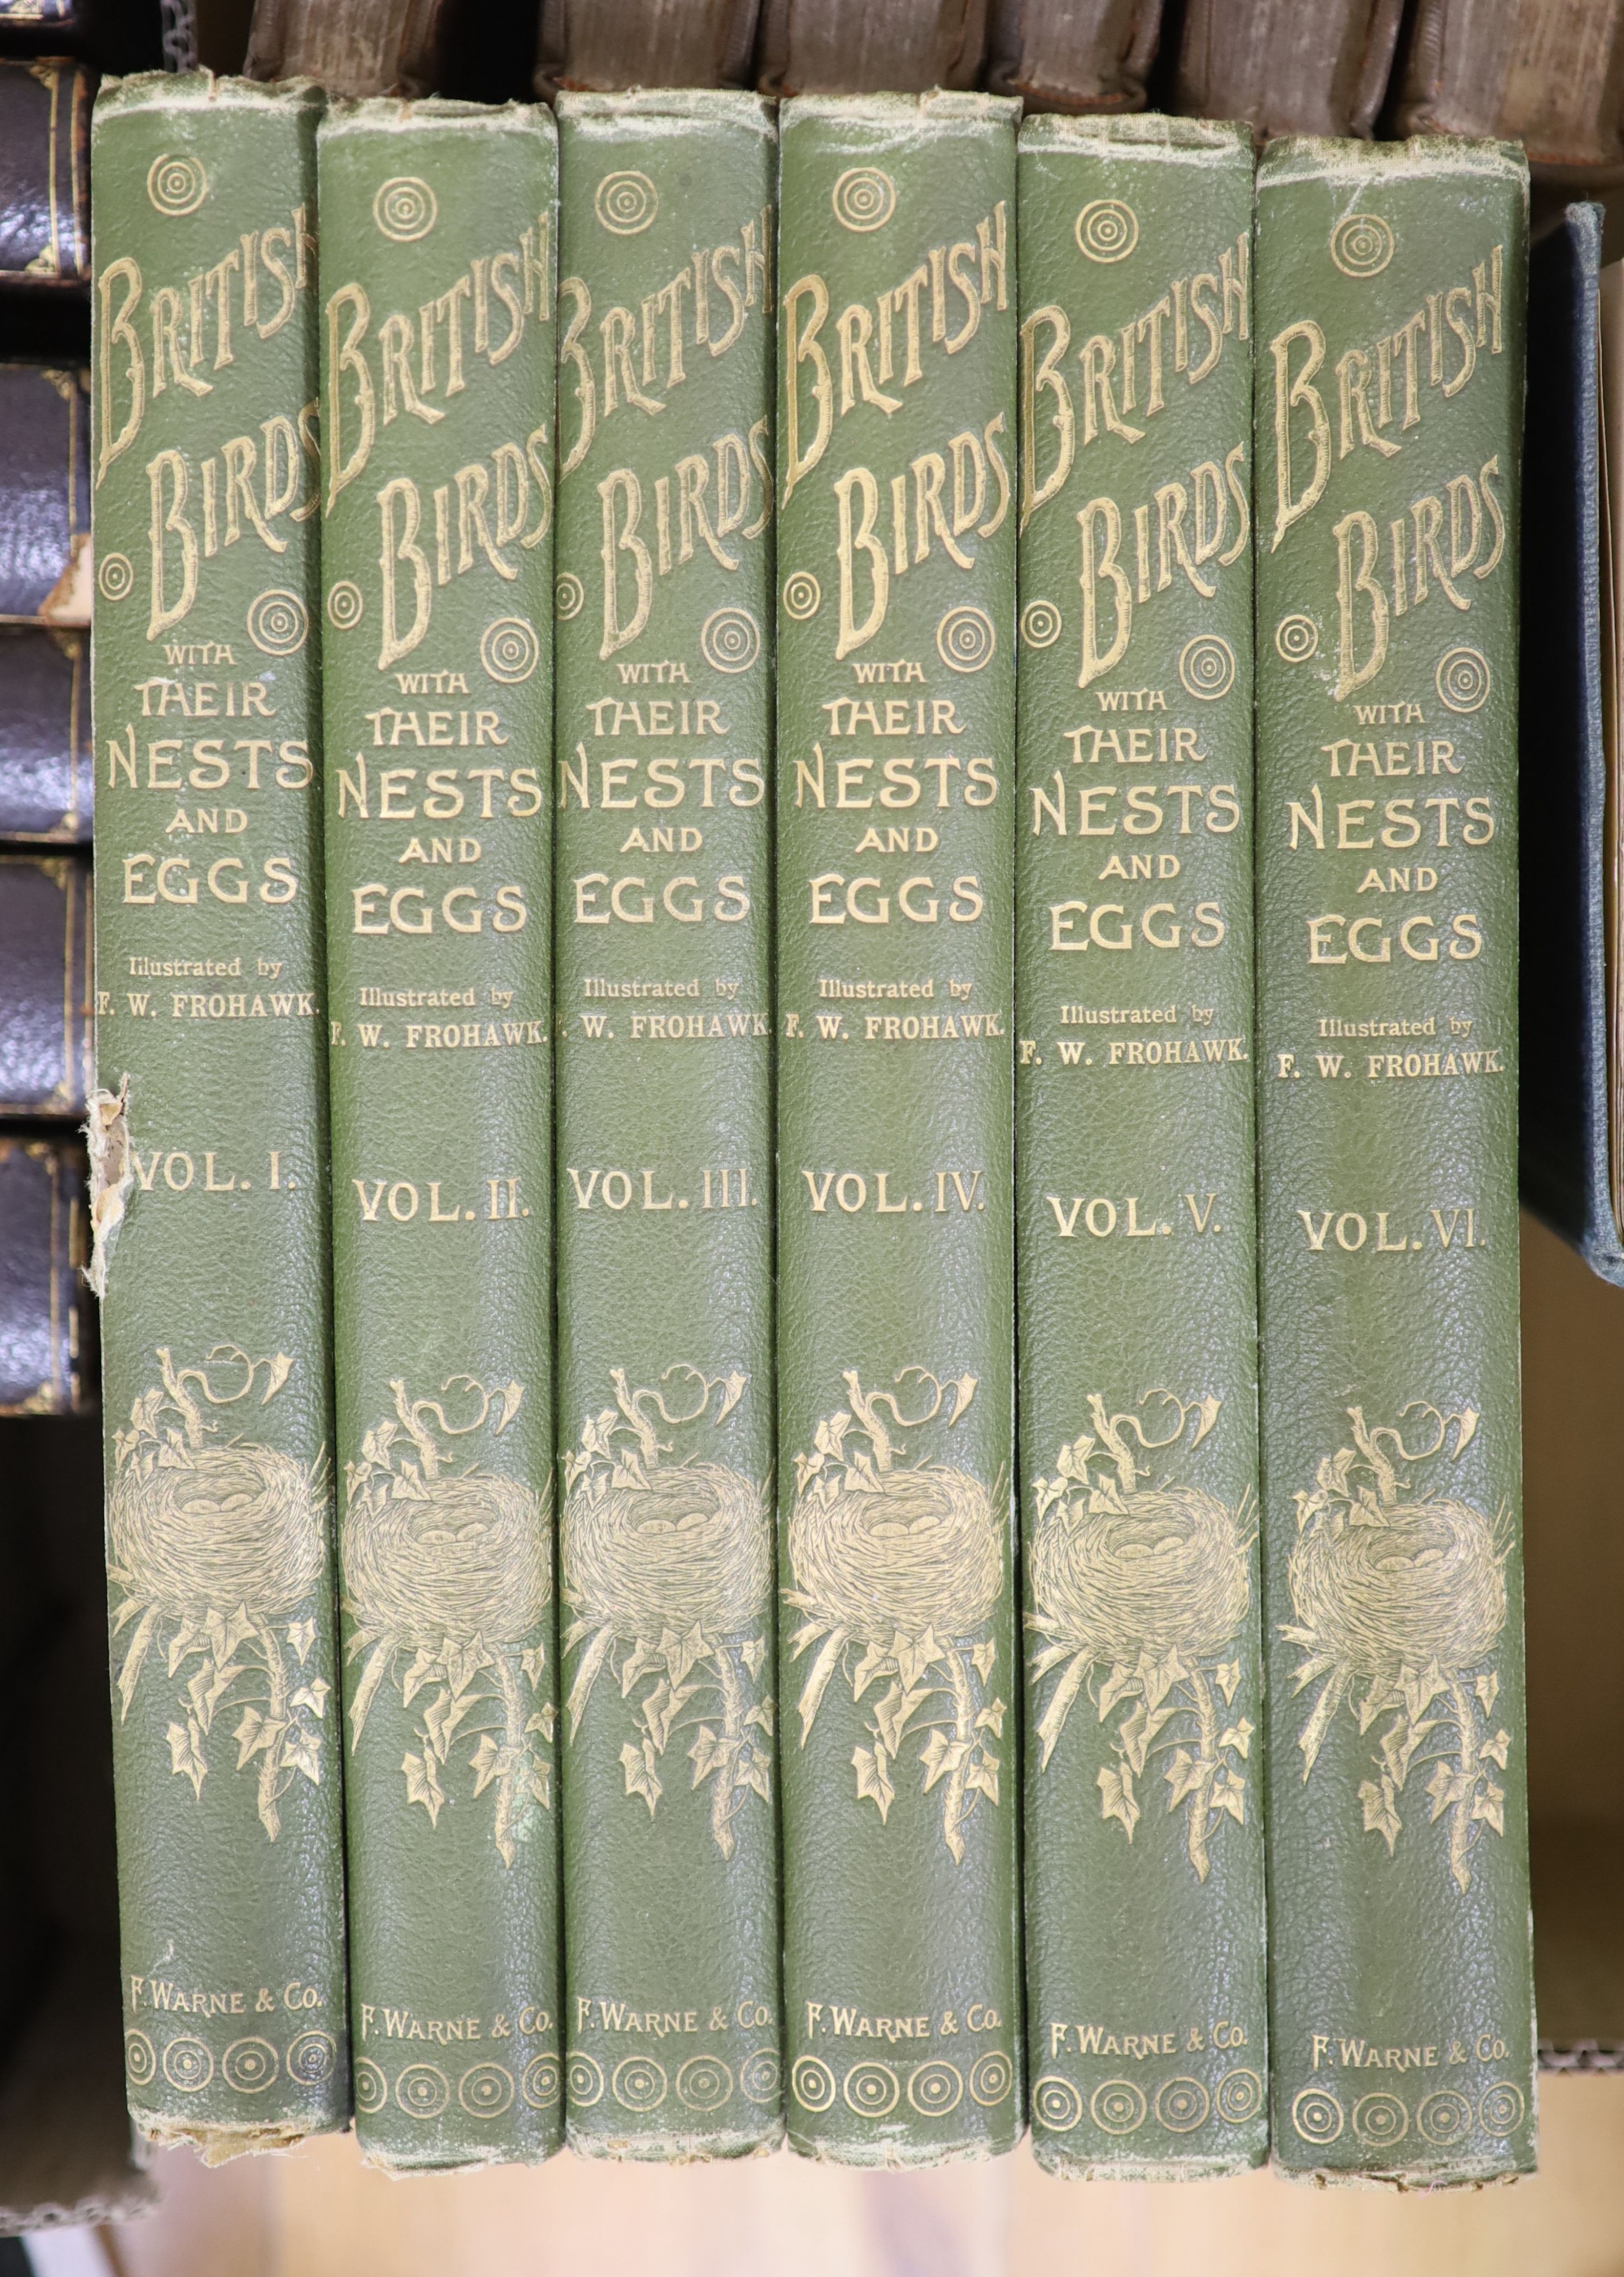 BRITISH
BIRDS
WITH
THEIR
NESTS
AND
EGGS
Illustrated by
F. W. FROHAWK.
VOL. I.
F. WARNE & Co.
BRITISH
BIRDS
WITH
THEIR
NESTS
AND
EGGS
Illustrated by
F. W. FROHAWK.
VOL. II.
F. WARNE & Co.
BRITISH
BIRDS
WITH
THEIR
NESTS
AND
EGGS
Illustrated by
. W. FROHAWK.
VOL. III.
F. WARNE & Co.
BRITISH
BIRDS
WITH
THEIR
NESTS
AND
EGGS
Illustrated by
F. W. FROHAWK.
VOL. IV.
F. WARNE & Co.
BRITISH
BIRDS
WITH
THEIR
NESTS
AND
EGGS
Illustrated by
F. W. FROHAWK.
VOL. V.
F. WARNE & Co.
BRITISH
BIRDS
WITH
THEIR
NESTS
AND
EGGS
Illustrated by
F. W. FROHAWK.
VOL. VI.
F. WARNE & Co.